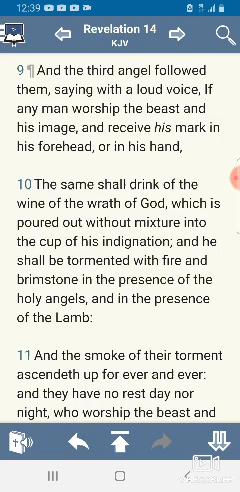 12:39
Revelation 14
KJV
9 ¶ And the third angel followed
them, saying with a loud voice, If
any man worship the beast and
his image, and receive his mark in
his forehead, or in his hand,
10 The same shall drink of the
wine of the wrath of God, which is
poured out without mixture into
the cup of his indignation; and he
shall be tormented with fire and
brimstone in the presence of the
holy angels, and in the presence
of the Lamb:
11 And the smoke of their torment
ascendeth up for ever and ever:
and they have no rest day nor
night, who worship the beast and